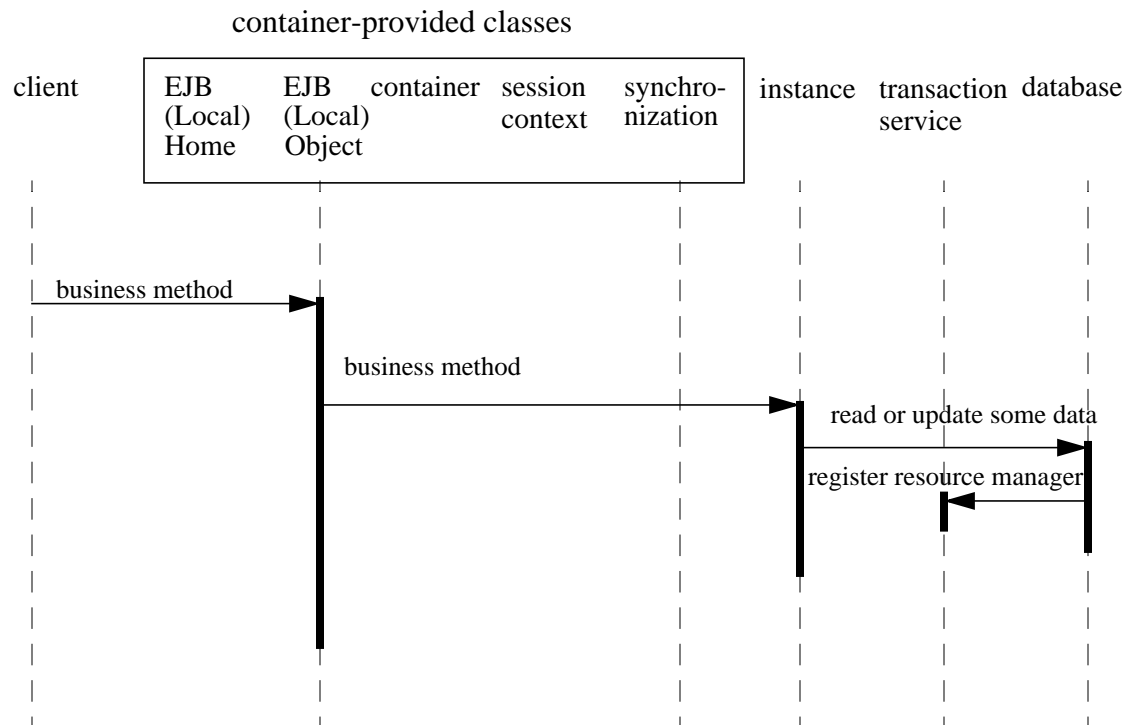 container-provided classes
client
EJB
(Local)
Home
EJB
(Local)
Object
container
session
context
synchro-
nization
instance
transaction
service
database
business method
business method
read or update some data
register resource manager